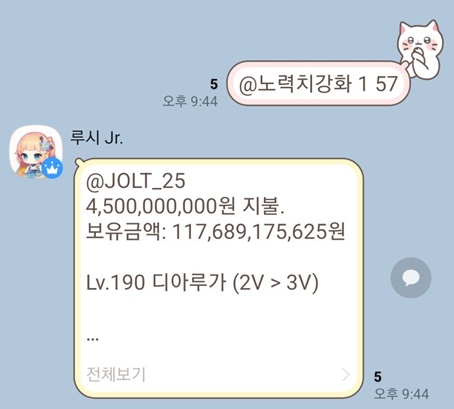 5
오후 9:44
@노력치강화 1 57
루시 Jr.
@JOLT_25
4,500,000,000원 지불.
보유금액: 117,689,175,625원
Lv.190 디아루가 (2V > 3V)
...
전체보기
5
오후 9:44